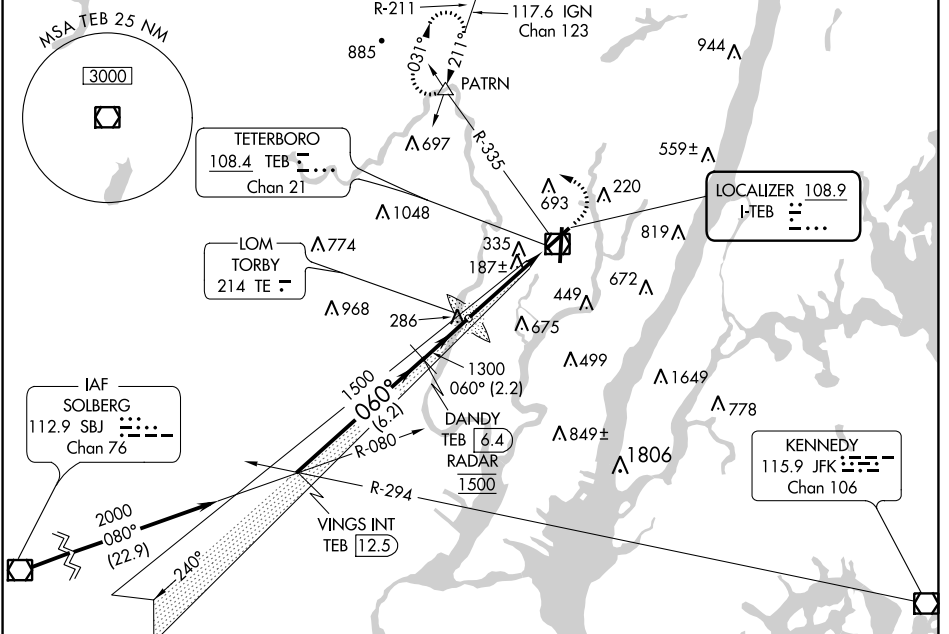 R-211
117.6 IGN
Chan 123
MSA TEB 25 NM
3000
885
031°
211°
PATRN
944
697
R-335
559±
TETERBORO
108.4 TEB
Chan 21
LOCALIZER 108.9
I-TEB
693
220
819
1048
LOM
TORBY
214 TE
774
335
187±
672
449
968
286
675
499
1500
1300
060° (2.2)
060°
(6.2)
1649
778
IAF
SOLBERG
112.9 SBJ
Chan 76
DANDY
TEB 6.4
RADAR
1500
R-080
849±
1806
KENNEDY
115.9 JFK
Chan 106
R-294
2000
080°
(22.9)
VINGS INT
TEB 12.5
240°